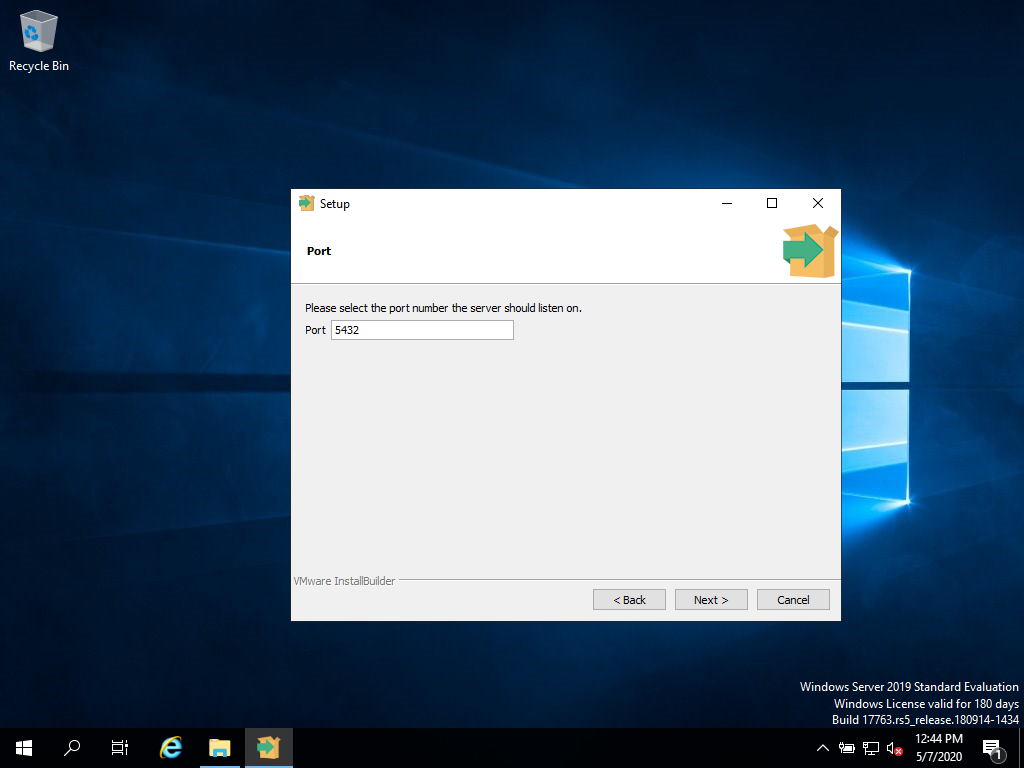 Recycle Bin
Setup
Port
Please select the port number the server should listen on.
Port 5432
VMware InstallBuilder
< Back Next > Cancel
Windows Server 2019 Standard Evaluation
Windows License valid for 180 days
Build 17763.rs5_release.180914-1434
12:44 PM
5/7/2020
1